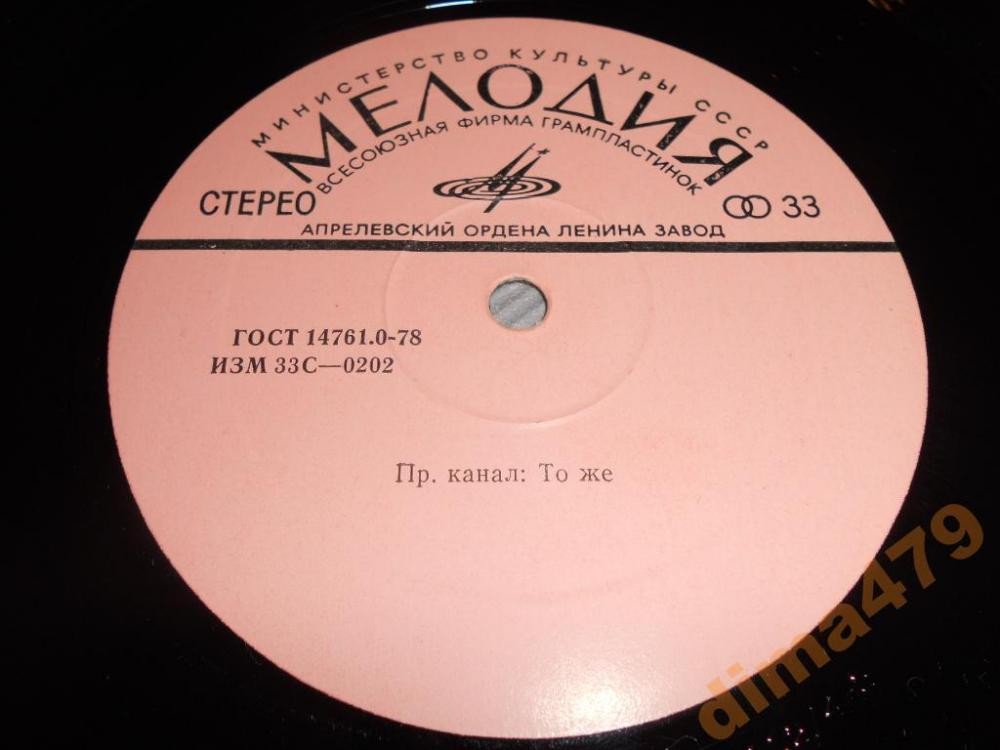 МИНИСТЕРСТВО КУЛЬТУРЫ СССР
МЕЛОДИЯ
ВСЕСОЮЗНАЯ ФИРМА ГРАМПЛАСТИНОК
СТЕРЕО
33
АПРЕЛЕВСКИЙ ОРДЕНА ЛЕНИНА ЗАВОД
ГОСТ 14761.0-78
ИЗМ 33С—0202
Пр. канал: То же
dima479